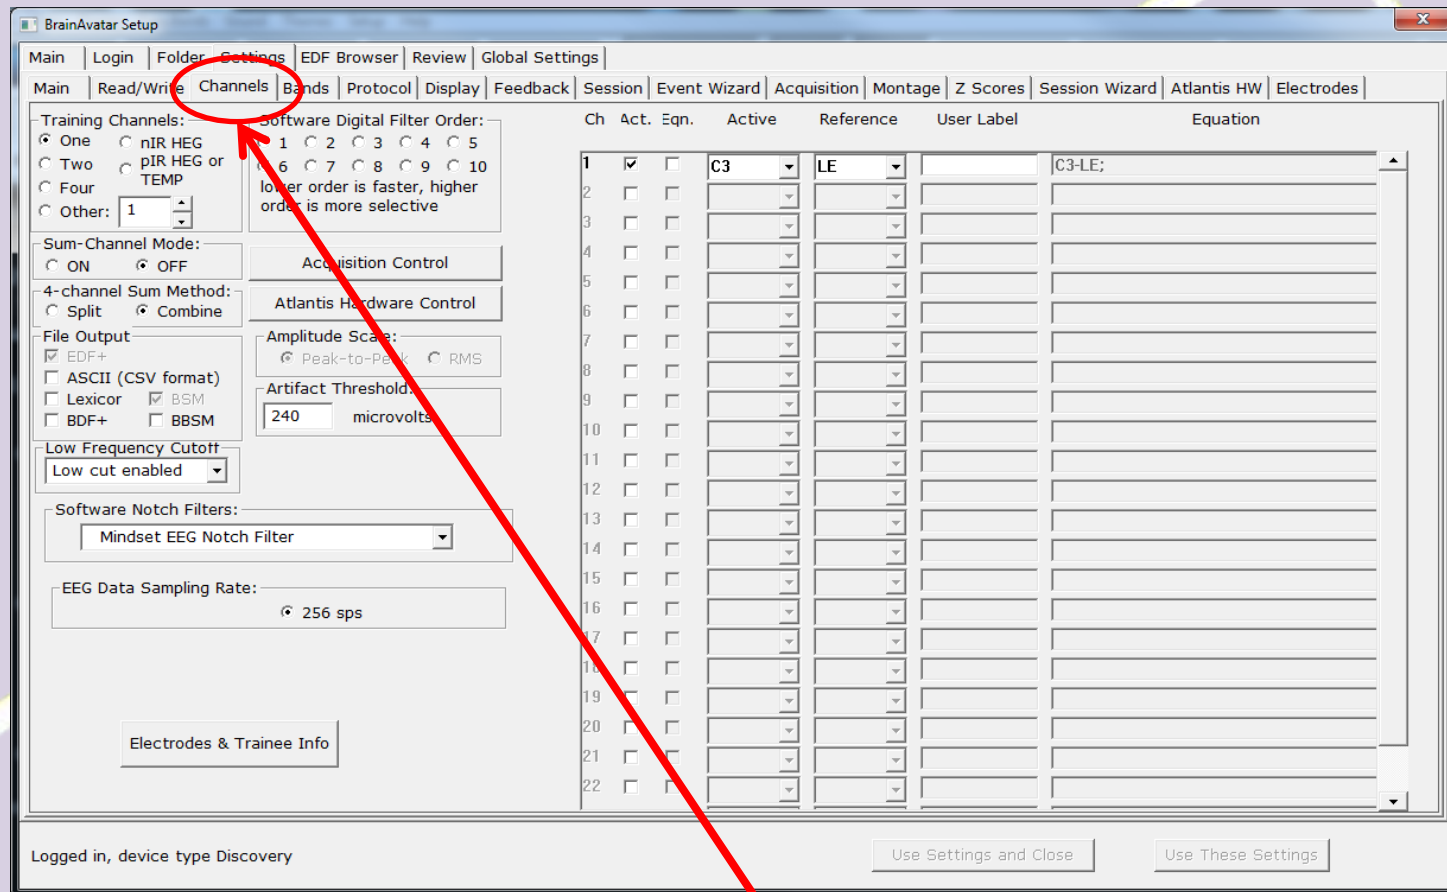 BrainAvatar Setup
x
Main Login Folder Settings EDF Browser Review Global Settings
Main Read/Write Channels Bands Protocol Display Feedback Session Event Wizard Acquisition Montage Z Scores Session Wizard Atlantis HW Electrodes
Training Channels:
One nIR HEG
Two pIR HEG or TEMP
Four
Other: 1
Software Digital Filter Order:
1 2 3 4 5
6 7 8 9 10
lower order is faster, higher
order is more selective
Sum-Channel Mode:
ON OFF
Acquisition Control
4-channel Sum Method:
Split Combine
Atlantis Hardware Control
File Output
EDF+
ASCII (CSV format)
Lexicor BSM
BDF+ BBSM
Amplitude Scale:
Peak-to-Peak RMS
Artifact Threshold:
240 microvolts
Low Frequency Cutoff
Low cut enabled
Software Notch Filters:
Mindset EEG Notch Filter
EEG Data Sampling Rate:
256 sps
Electrodes & Trainee Info
Ch Act. Eqn. Active Reference User Label Equation
1 C3 LE C3-LE;
2
3
4
5
6
7
8
9
10
11
12
13
14
15
16
17
18
19
20
21
22
Logged in, device type Discovery
Use Settings and Close
Use These Settings